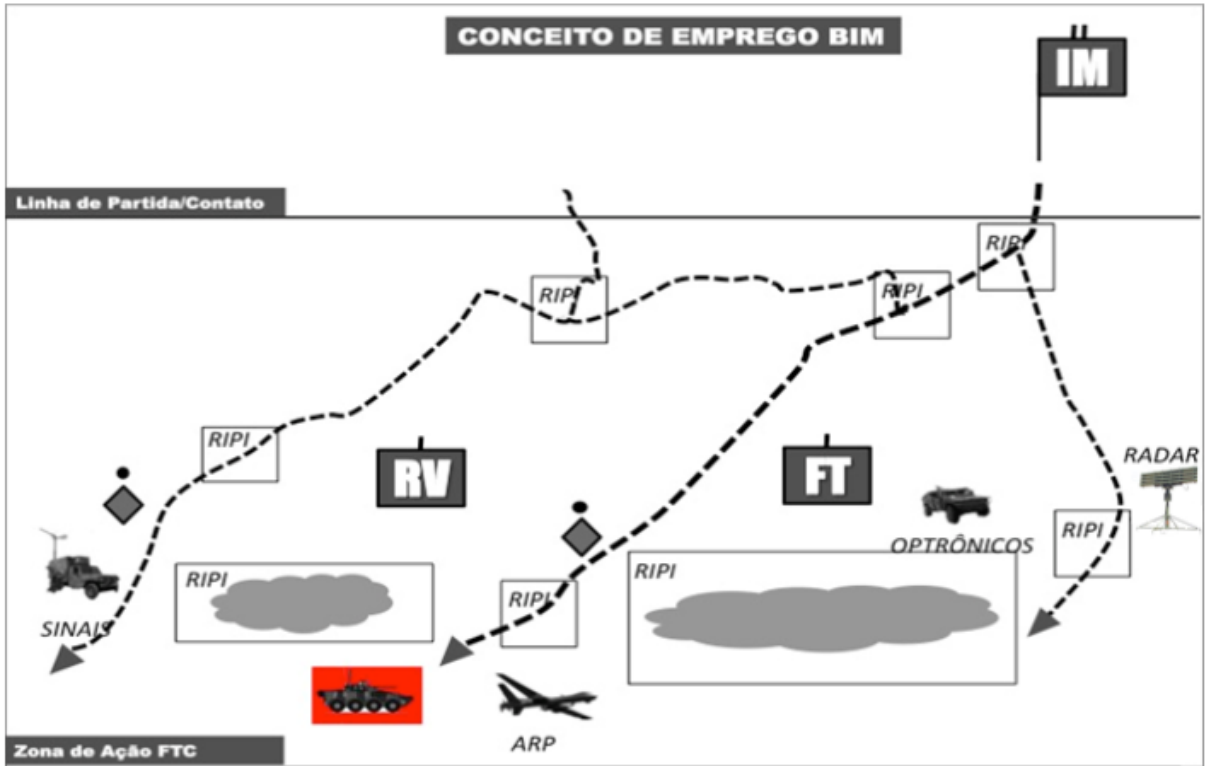 CONCEITO DE EMPREGO BIM
IM
Linha de Partida/Contato
RIPI
RIPI
RIPI
RIPI
RV
FT
RADAR
RIPI
OPTRÔNICOS
RIPI
RIPI
RIPI
SINAIS
ARP
Zona de Ação FTC